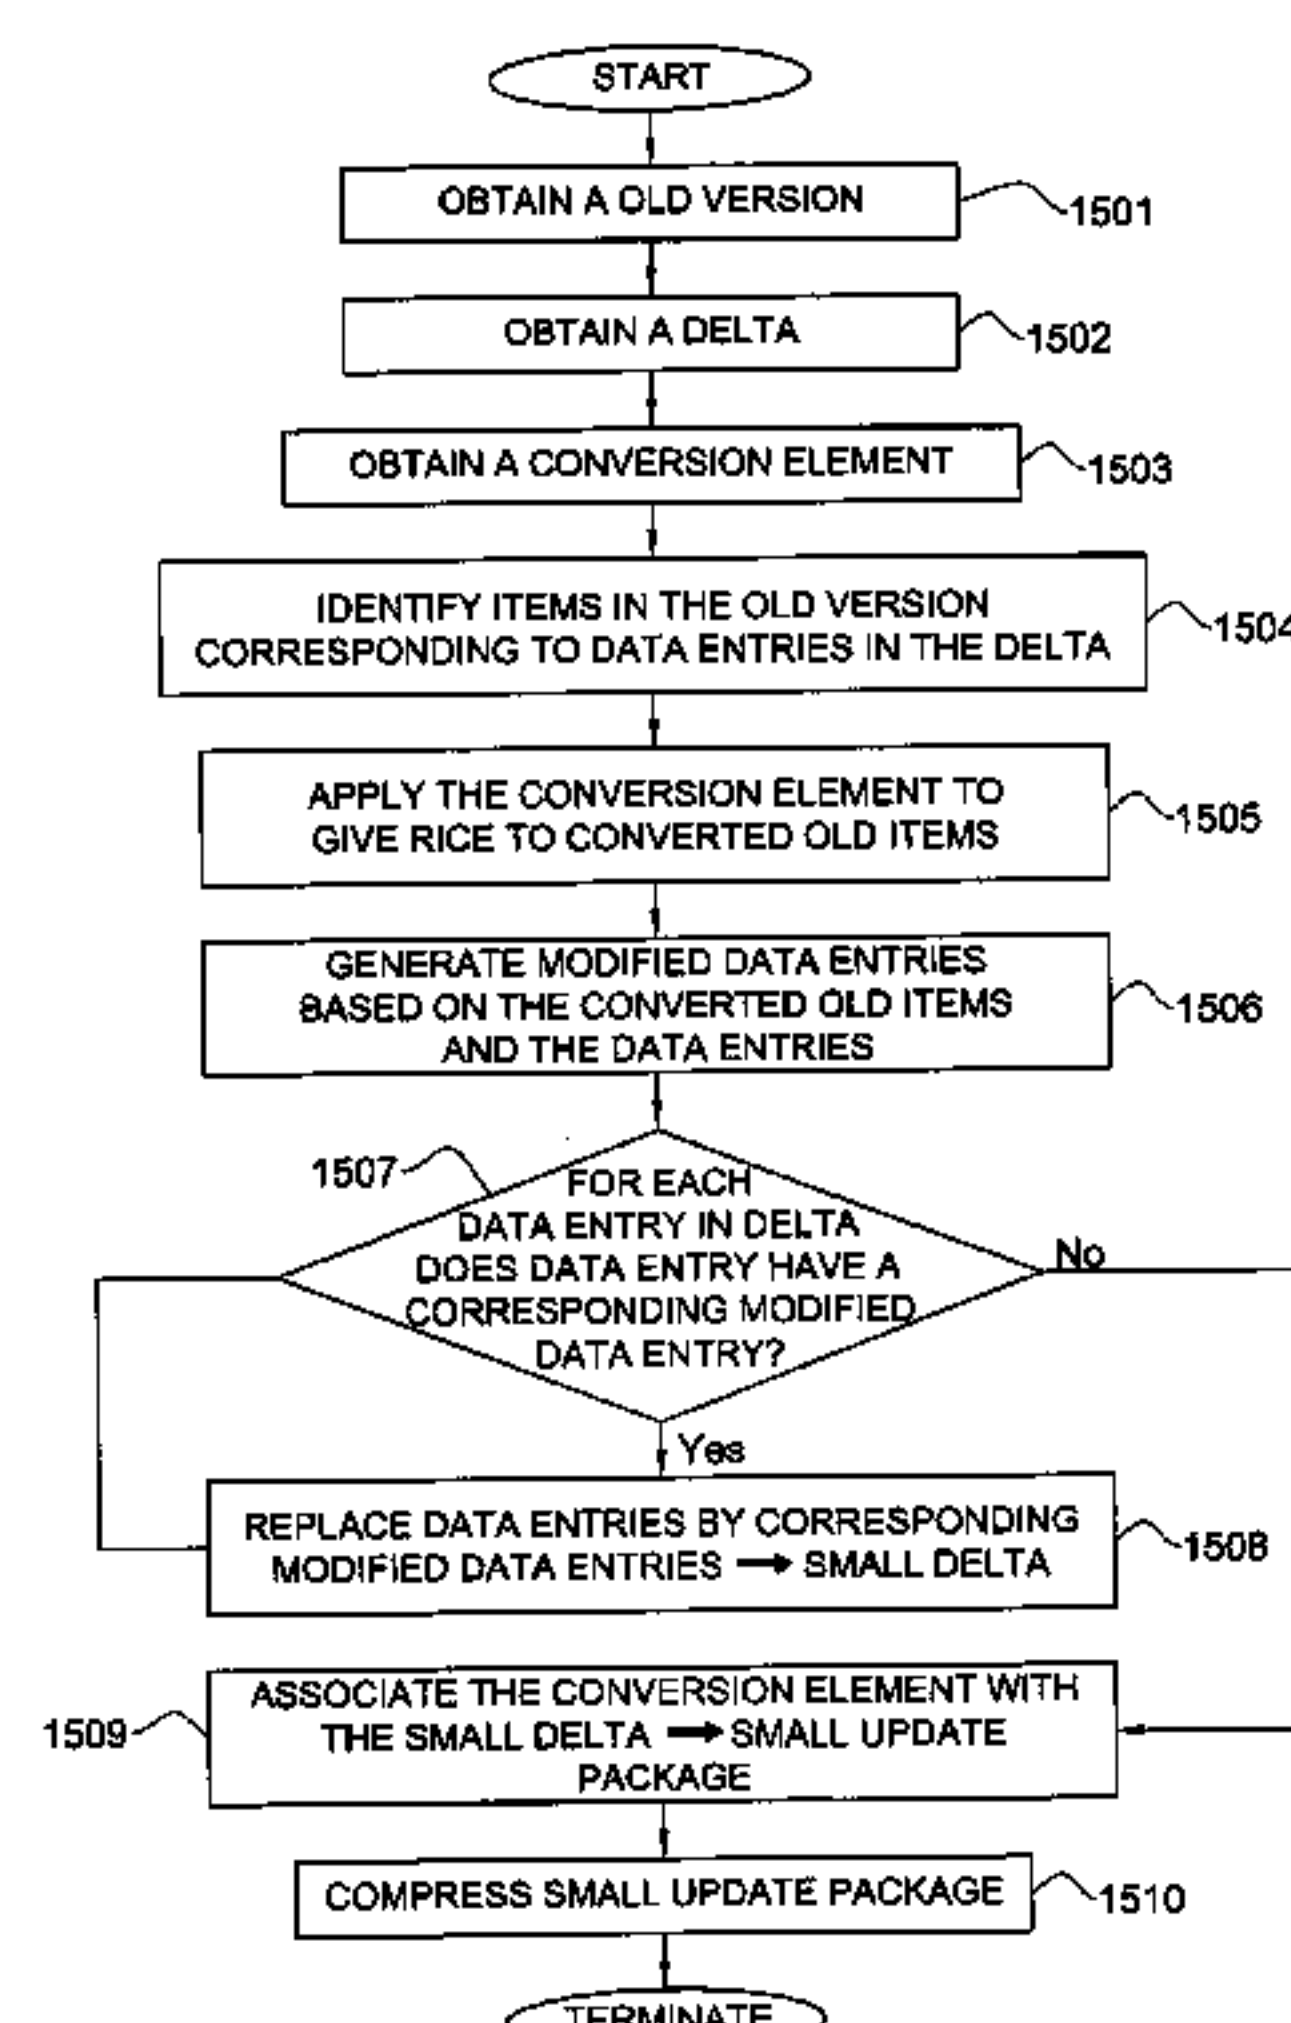 START
OBTAIN A OLD VERSION
1501
OBTAIN A DELTA
1502
OBTAIN A CONVERSION ELEMENT
1503
IDENTIFY ITEMS IN THE OLD VERSION
CORRESPONDING TO DATA ENTRIES IN THE DELTA
1504
APPLY THE CONVERSION ELEMENT TO
GIVE RICE TO CONVERTED OLD ITEMS
1505
GENERATE MODIFIED DATA ENTRIES
BASED ON THE CONVERTED OLD ITEMS
AND THE DATA ENTRIES
1506
1507
FOR EACH
DATA ENTRY IN DELTA
DOES DATA ENTRY HAVE A
CORRESPONDING MODIFIED
DATA ENTRY?
No
Yes
REPLACE DATA ENTRIES BY CORRESPONDING
MODIFIED DATA ENTRIES → SMALL DELTA
1508
ASSOCIATE THE CONVERSION ELEMENT WITH
THE SMALL DELTA → SMALL UPDATE
PACKAGE
1509
COMPRESS SMALL UPDATE PACKAGE
1510
TERMINATE